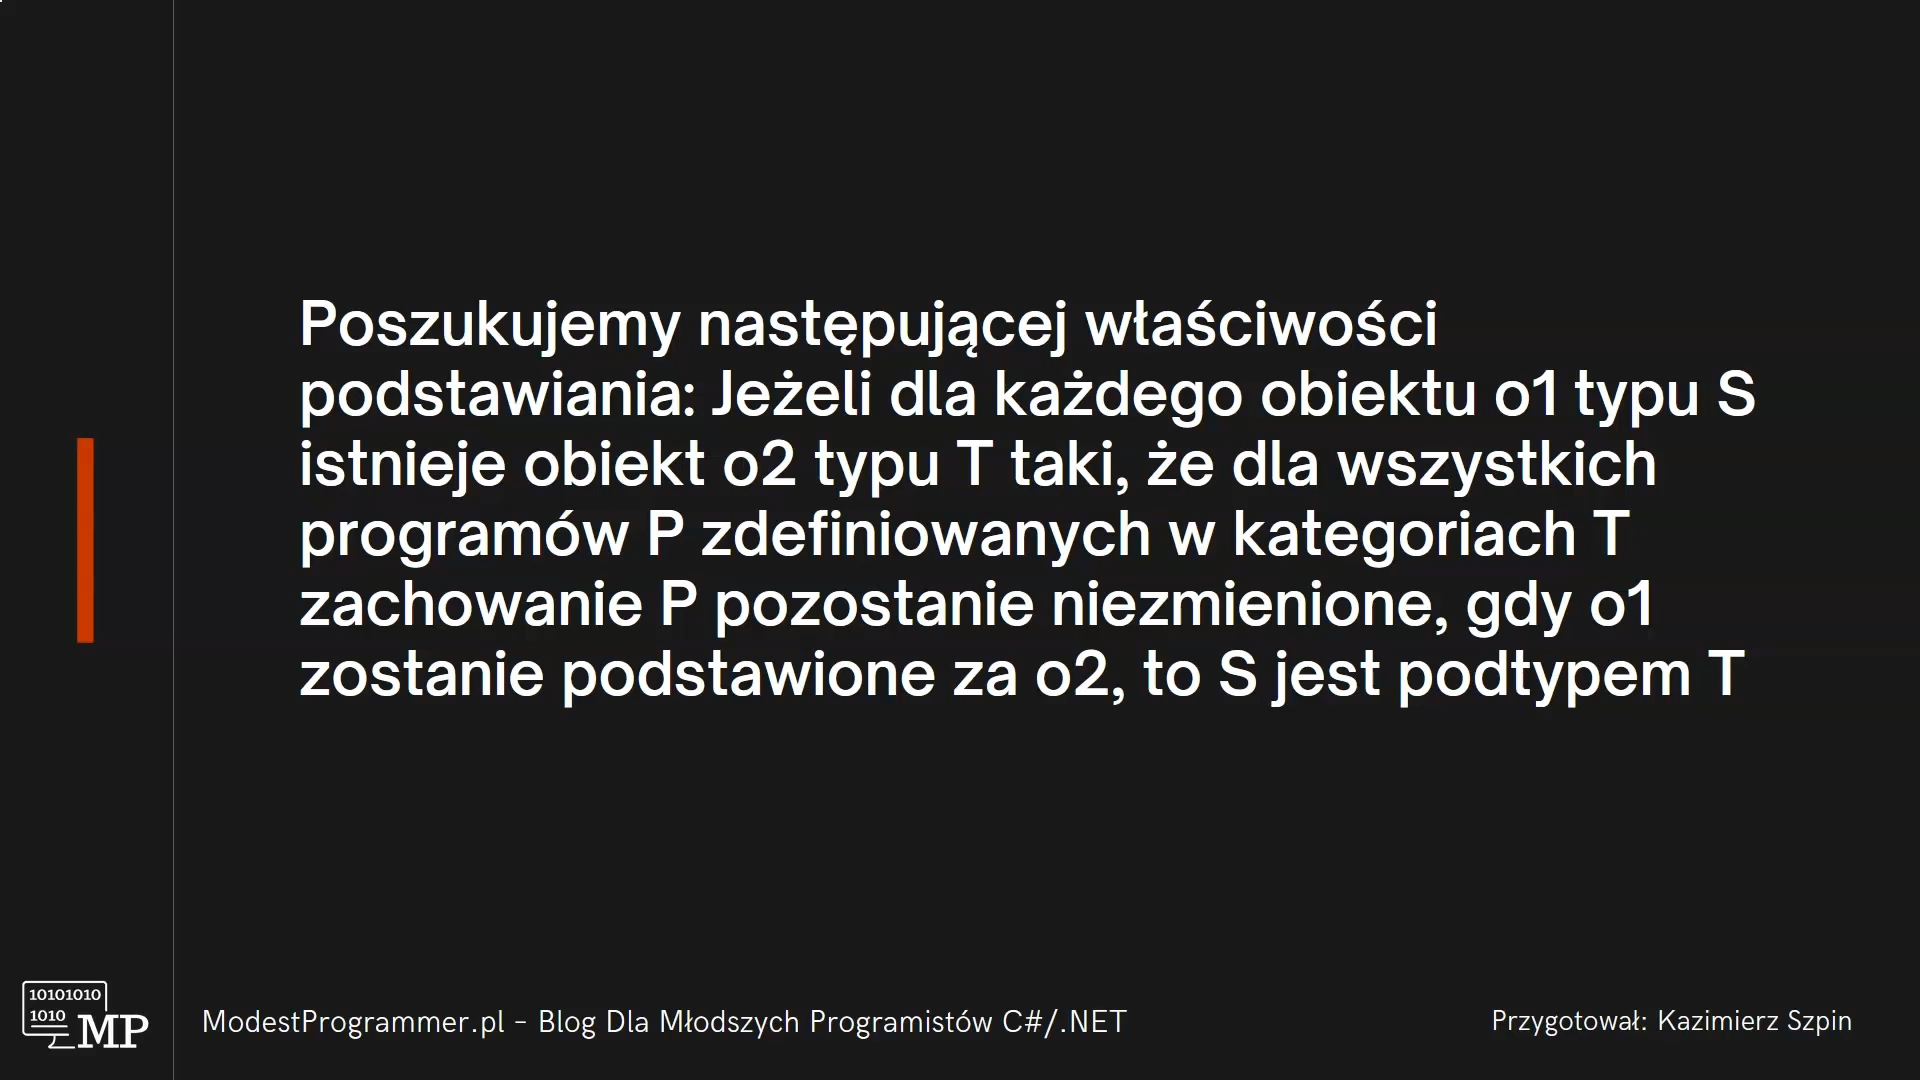 Poszukujemy następującej właściwości
podstawiania: Jeżeli dla każdego obiektu o1 typu S
istnieje obiekt o2 typu T taki, że dla wszystkich
programów P zdefiniowanych w kategoriach T
zachowanie P pozostanie niezmienione, gdy o1
zostanie podstawione za o2, to S jest podtypem T
10101010
1010
MP
ModestProgrammer.pl – Blog Dla Młodszych Programistów C#/.NET
Przygotował: Kazimierz Szpin